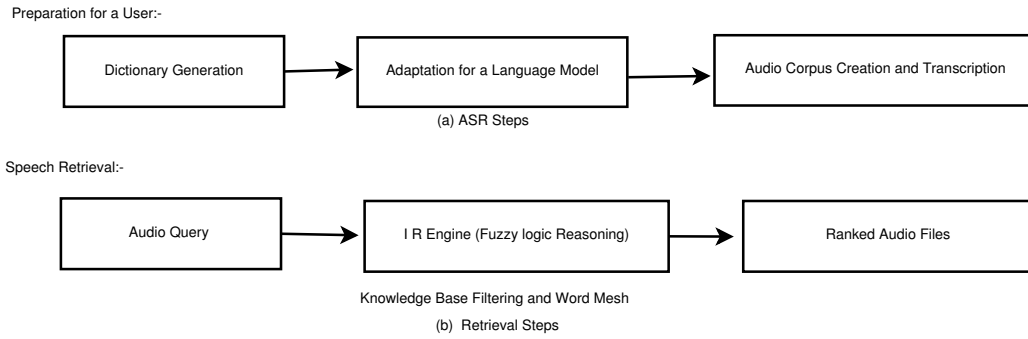 Preparation for a User:-
Dictionary Generation
Adaptation for a Language Model
Audio Corpus Creation and Transcription
(a) ASR Steps
Speech Retrieval:-
Audio Query
I R Engine (Fuzzy logic Reasoning)
Ranked Audio Files
Knowledge Base Filtering and Word Mesh
(b) Retrieval Steps